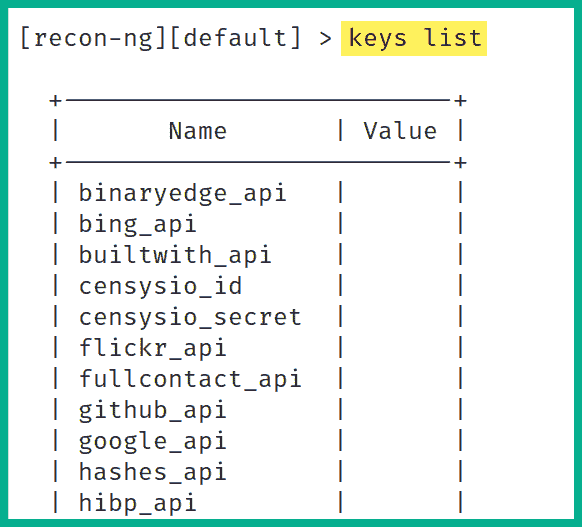 [recon-ng][default] > keys list
+--------------------------+
| Name | Value |
+--------------------------+
| binaryedge_api | |
| bing_api | |
| builtwith_api | |
| censysio_id | |
| censysio_secret | |
| flickr_api | |
| fullcontact_api | |
| github_api | |
| google_api | |
| hashes_api | |
| hibp_api | |